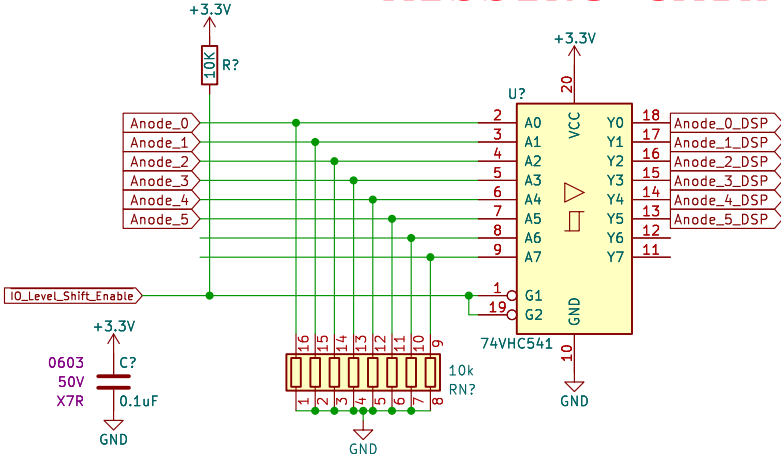 +3.3V
10K
R?
+3.3V
20
U?
VCC
Anode_0
2
A0
Y0
18
Anode_0_DSP
Anode_1
3
A1
Y1
17
Anode_1_DSP
Anode_2
4
A2
Y2
16
Anode_2_DSP
Anode_3
5
A3
Y3
15
Anode_3_DSP
Anode_4
6
A4
Y4
14
Anode_4_DSP
Anode_5
7
A5
Y5
13
Anode_5_DSP
8
A6
Y6
12
9
A7
Y7
11
IO_Level_Shift_Enable
1
G1
19
G2
GND
74VHC541
10
GND
+3.3V
0603
50V
X7R
C?
0.1uF
GND
16
15
14
13
12
11
10
9
10k
RN?
1
2
3
4
5
6
7
8
GND